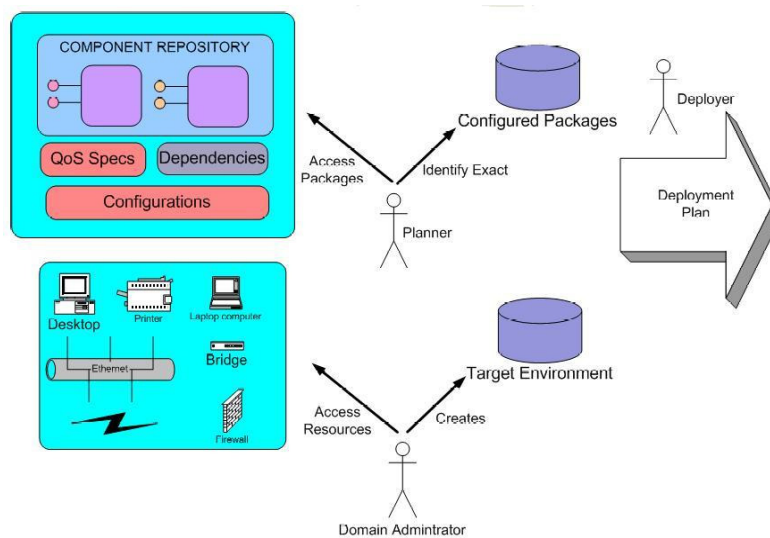 COMPONENT REPOSITORY
QoS Specs
Dependencies
Configurations
Access
Packages
Identify Exact
Planner
Configured Packages
Deployer
Deployment
Plan
Desktop
Printer
Laptop computer
Ethernet
Bridge
Firewall
Access
Resources
Creates
Target Environment
Domain Admintrator